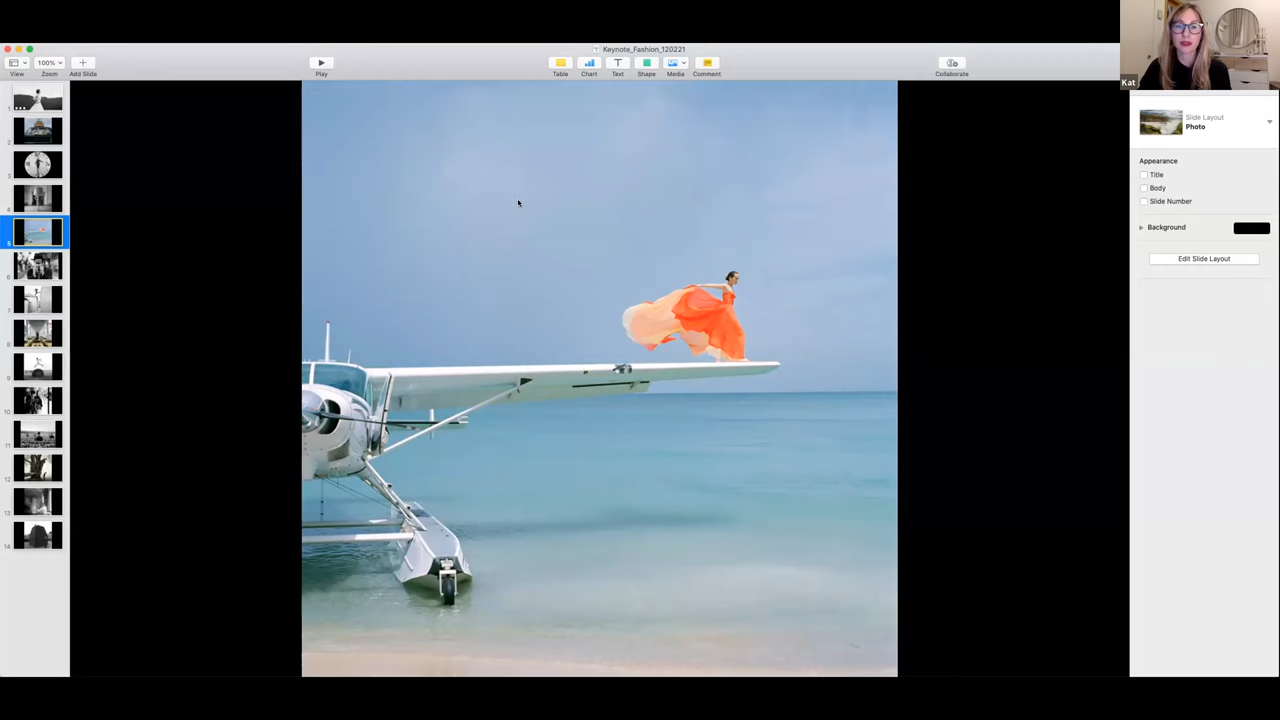 Keynote_Fashion_120221
100%
View Zoom Add Slide
Play
Table Chart Text Shape Media Comment
Collaborate
Kat
Slide Layout
Photo
Appearance
Title
Body
Slide Number
Background
Edit Slide Layout
1
2
3
4
5
6
7
8
9
10
11
12
13
14